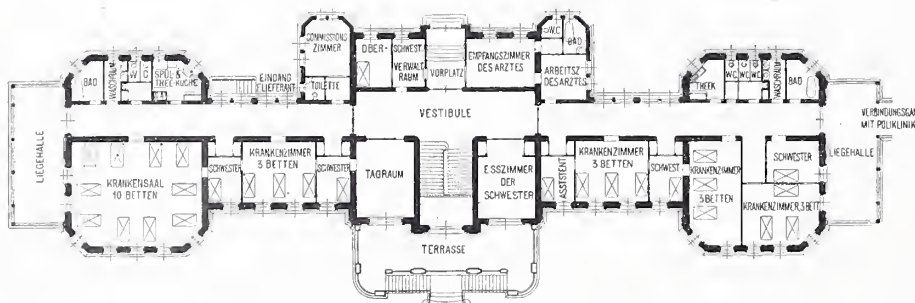 COMMISSIONS
ZIMMER
OBER-
SCHWEST.
VERWALT.
RAUM
VORPLATZ
EMPFANGSZIMMER
DES ARZTES
W.C.
BAD
ARBEITSZ.
DES ARZTES
BAD
WASCHRAUM
W.
C.
SPÜL-&
THEE-KÜCHE
EINGANG
F. LIEFERANT.
TOILETTE
THEEK.
W.C.
W.C.
WASCHRAUM
BAD
VESTIBULE
VERBINDUNGSGA
MIT POLIKLINIK
LIEGEHALLE
KRANKENSAAL
10 BETTEN
SCHWESTER
KRANKENZIMMER
3 BETTEN
SCHWESTER
TAGRAUM
ESSZIMMER
DER
SCHWESTER
ASSISTENT
KRANKENZIMMER
3 BETTEN
SCHWEST.
KRANKENZIMMER
3 BETTEN
SCHWESTER
KRANKENZIMMER, 3 BETT
LIEGEHALLE
TERRASSE